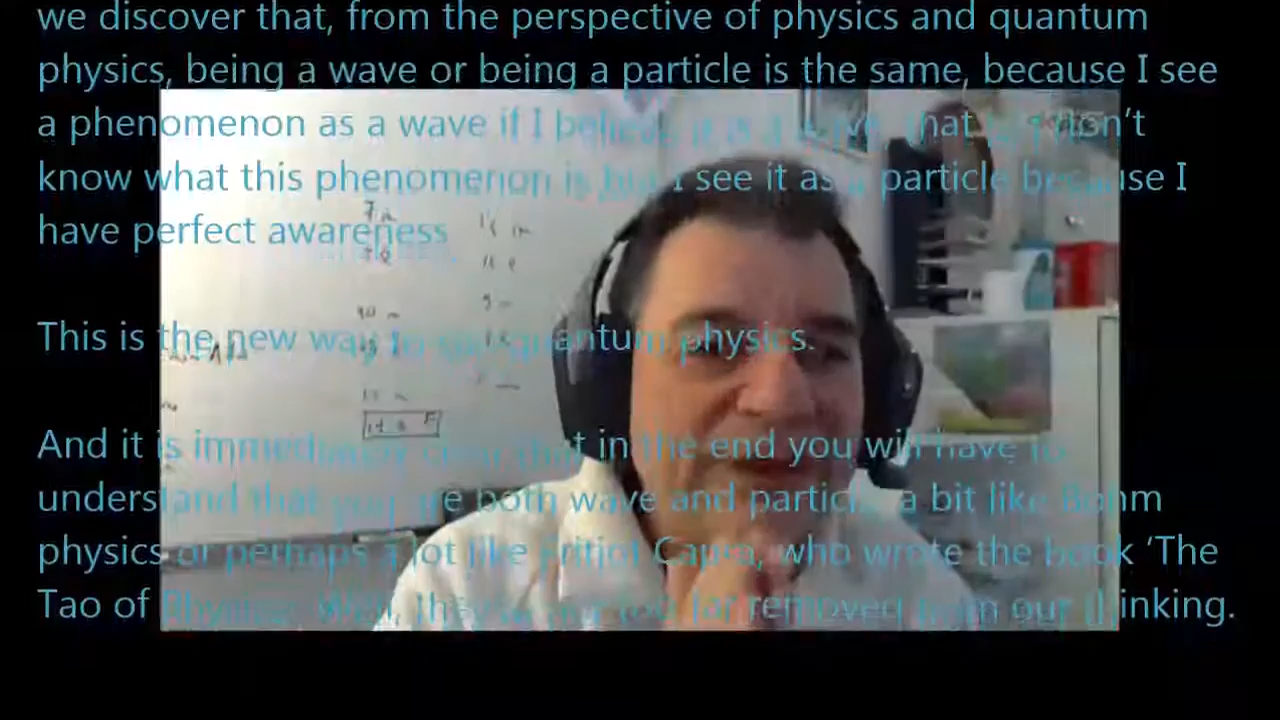 we discover that, from the perspective of physics and quantum
physics, being a wave or being a particle is the same, because I see
a phenomenon as a wave if I believe it is a wave, that is, I don't
know what this phenomenon is but I see it as a particle because I
have perfect awareness.
This is the new way to see quantum physics.
And it is immediately clear that in the end you will have to
understand that you are both wave and particle, a bit like Bohm
physics or perhaps a lot like Fritjof Capra, who wrote the book ‘The
Tao of Physics. Well, they're not too far removed from our thinking.